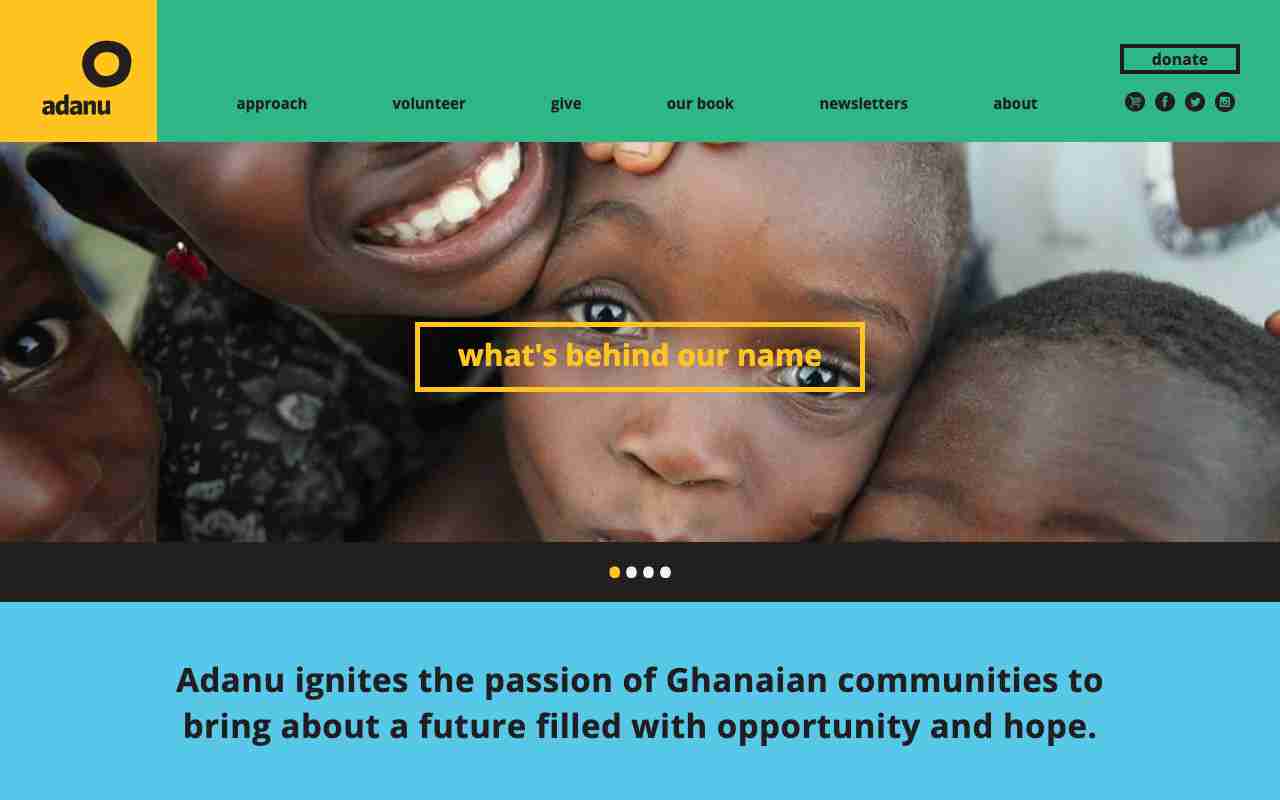 adanu
approach volunteer give our book newsletters about
donate
what's behind our name
Adanu ignites the passion of Ghanaian communities to
bring about a future filled with opportunity and hope.